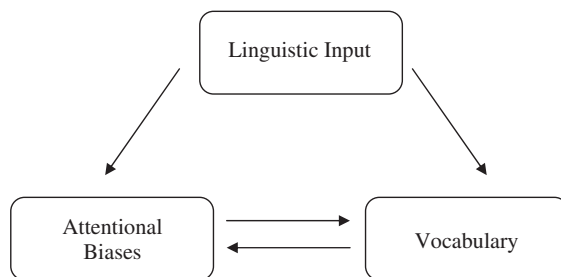 Linguistic Input
Attentional
Biases
Vocabulary